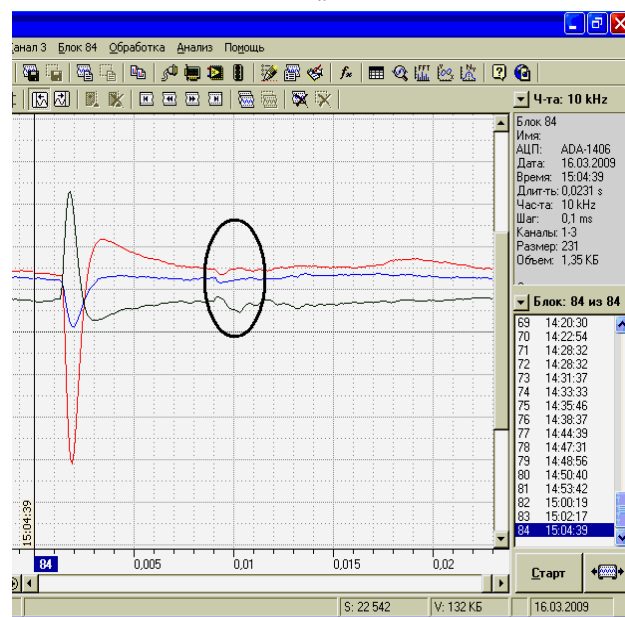 Канал 3 Блок 84 Обработка Анализ Помощь
Ч-та: 10 kHz
Блок 84
Имя:
АЦП: ADA-1406
Дата: 16.03.2009
Время: 15:04:39
Длит-ть: 0,0231 s
Час-та: 10 kHz
Шаг: 0,1 ms
Каналы: 1-3
Размер: 231
Объем: 1,35 КБ
Блок: 84 из 84
69 14:20:30
70 14:22:54
71 14:28:32
72 14:28:32
73 14:31:37
74 14:33:33
75 14:35:46
76 14:38:37
77 14:44:39
78 14:47:31
79 14:48:56
80 14:50:40
81 14:53:42
82 15:00:19
83 15:02:17
84 15:04:39
15:04:39
84 0,005 0,01 0,015 0,02
Старт
S: 22 542 V: 132 КБ 16.03.2009